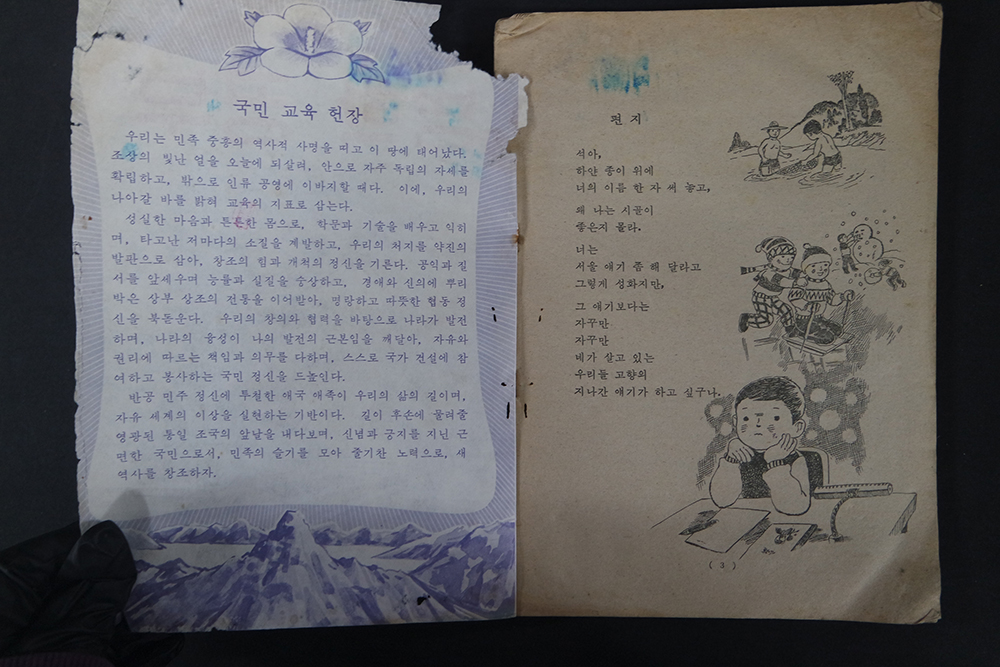 국민 교육 헌장
우리는 민족 중흥의 역사적 사명을 띠고 이 땅에 태어났다.
조상의 빛난 얼을 오늘에 되살려, 안으로 자주 독립의 자세를
확립하고, 밖으로 인류 공영에 이바지할 때다. 이에, 우리의
나아갈 바를 밝혀 교육의 지표로 삼는다.
성실한 마음과 튼튼한 몸으로, 학문과 기술을 배우고 익히
며, 타고난 저마다의 소질을 계발하고, 우리의 처지를 약진의
발판으로 삼아, 창조의 힘과 개척의 정신을 기른다. 공익과 질
서를 앞세우며 능률과 실질을 숭상하고, 경애와 신의에 뿌리
박은 상부 상조의 전통을 이어받아, 명랑하고 따뜻한 협동 정
신을 북돋운다. 우리의 창의와 협력을 바탕으로 나라가 발전
하며, 나라의 융성이 나의 발전의 근본임을 깨달아, 자유와
권리에 따르는 책임과 의무를 다하며, 스스로 국가 건설에 참
여하고 봉사하는 국민 정신을 드높인다.
반공 민주 정신에 투철한 애국 애족이 우리의 삶의 길이며,
자유 세계의 이상을 실현하는 기반이다. 길이 후손에 물려줄
영광된 통일 조국의 앞날을 내다보며, 신념과 긍지를 지닌 근
면한 국민으로서, 민족의 슬기를 모아 줄기찬 노력으로, 새
역사를 창조하자.
편 지
석아,
하얀 종이 위에
너의 이름 한 자 써 놓고,
왜 나는 시골이
좋은지 몰라.
너는
서울 얘기 좀 해 달라고
그렇게 성화지만,
그 얘기보다는
자꾸만
자꾸만
네가 살고 있는
우리들 고향의
지나간 얘기가 하고 싶구나.
( 3 )